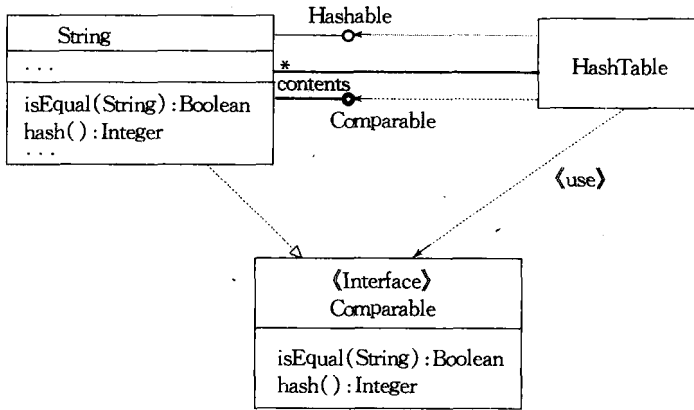 Hashable
String
. . .
*
contents
HashTable
isEqual(String):Boolean
hash():Integer
. . .
Comparable
《use》
《Interface》
Comparable
isEqual(String):Boolean
hash():Integer